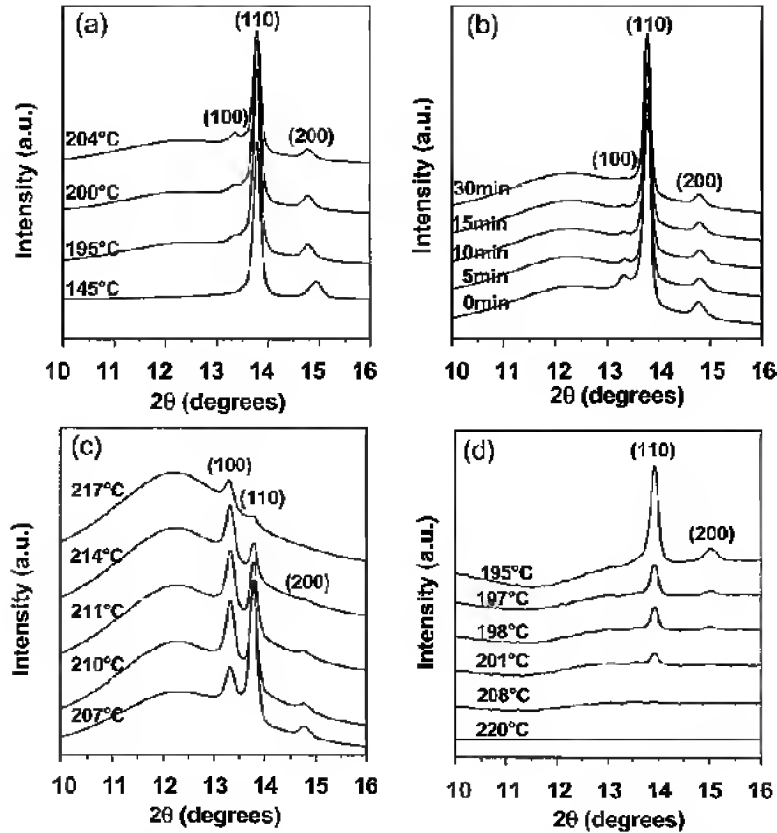 (a)
(110)
(100)
(200)
204°C
200°C
195°C
145°C
Intensity (a.u.)
10 11 12 13 14 15 16
2θ (degrees)
(b)
(110)
(100)
(200)
30min
15min
10min
5min
0min
Intensity (a.u.)
10 11 12 13 14 15 16
2θ (degrees)
(c)
(100)
(110)
(200)
217°C
214°C
211°C
210°C
207°C
Intensity (a.u.)
10 11 12 13 14 15 16
2θ (degrees)
(d)
(110)
(200)
195°C
197°C
198°C
201°C
208°C
220°C
Intensity (a.u.)
10 11 12 13 14 15 16
2θ (degrees)